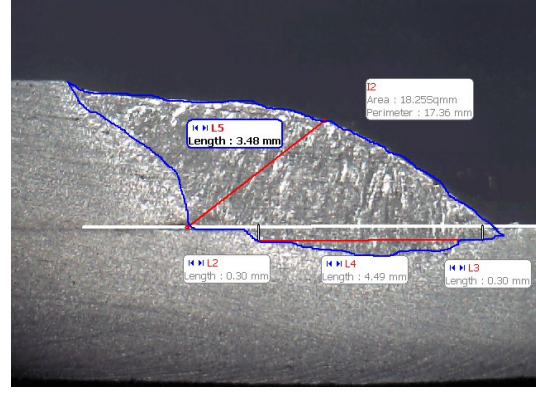 I2
Area : 18.25Sqmm
Perimeter : 17.36 mm
L5
Length : 3.48 mm
L2
Length : 0.30 mm
L4
Length : 4.49 mm
L3
Length : 0.30 mm